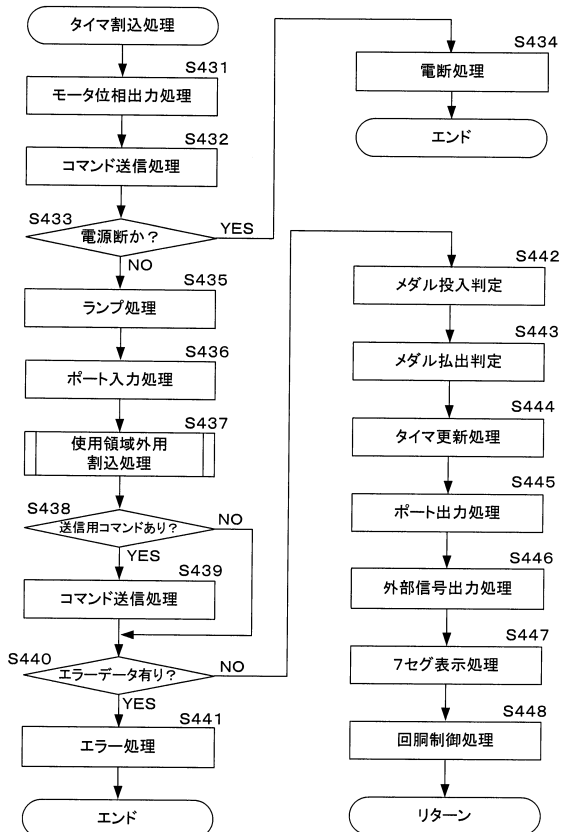 タイマ割込処理
S431
モータ位相出力処理
S432
コマンド送信処理
S433
電源断か？
YES
NO
S434
電断処理
エンド
S435
ランプ処理
S436
ポート入力処理
S437
使用領域外用
割込処理
S438
送信用コマンドあり？
NO
YES
S439
コマンド送信処理
S440
エラーデータ有り？
NO
YES
S441
エラー処理
エンド
S442
メダル投入判定
S443
メダル払出判定
S444
タイマ更新処理
S445
ポート出力処理
S446
外部信号出力処理
S447
７セグ表示処理
S448
回胴制御処理
リターン